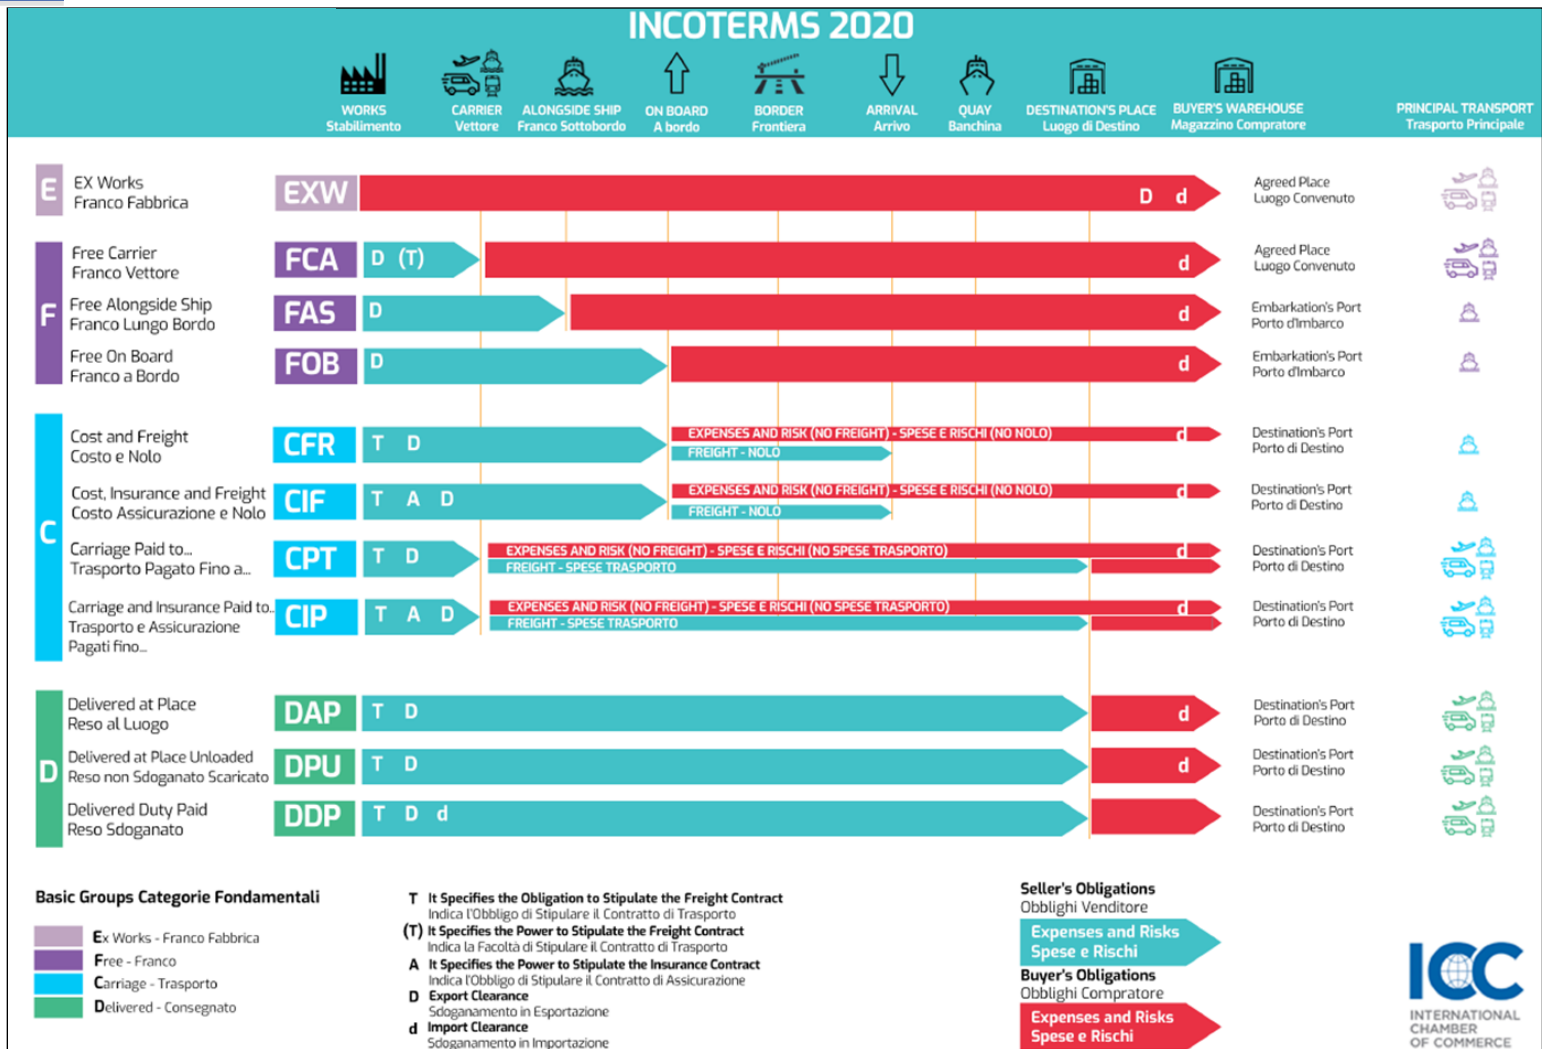 INCOTERMS 2020
WORKS
Stabilimento
CARRIER
Vettore
ALONGSIDE SHIP
Franco Sottobordo
ON BOARD
A bordo
BORDER
Frontiera
ARRIVAL
Arrivo
QUAY
Banchina
DESTINATION'S PLACE
Luogo di Destino
BUYER'S WAREHOUSE
Magazzino Compratore
PRINCIPAL TRANSPORT
Trasporto Principale
E
EX Works
Franco Fabbrica
EXW
D d
Agreed Place
Luogo Convenuto
F
Free Carrier
Franco Vettore
FCA
D (T)
d
Agreed Place
Luogo Convenuto
Free Alongside Ship
Franco Lungo Bordo
FAS
D
d
Embarkation's Port
Porto d'Imbarco
Free On Board
Franco a Bordo
FOB
D
d
Embarkation's Port
Porto d'Imbarco
C
Cost and Freight
Costo e Nolo
CFR
T D
EXPENSES AND RISK (NO FREIGHT) - SPESE E RISCHI (NO NOLO)
d
FREIGHT - NOLO
Destination's Port
Porto di Destino
Cost, Insurance and Freight
Costo Assicurazione e Nolo
CIF
T A D
EXPENSES AND RISK (NO FREIGHT) - SPESE E RISCHI (NO NOLO)
d
FREIGHT - NOLO
Destination's Port
Porto di Destino
Carriage Paid to...
Trasporto Pagato Fino a...
CPT
T D
EXPENSES AND RISK (NO FREIGHT) - SPESE E RISCHI (NO SPESE TRASPORTO)
d
FREIGHT - SPESE TRASPORTO
Destination's Port
Porto di Destino
Carriage and Insurance Paid to..
Trasporto e Assicurazione
Pagati fino...
CIP
T A D
EXPENSES AND RISK (NO FREIGHT) - SPESE E RISCHI (NO SPESE TRASPORTO)
d
FREIGHT - SPESE TRASPORTO
Destination's Port
Porto di Destino
D
Delivered at Place
Reso al Luogo
DAP
T D
d
Destination's Port
Porto di Destino
Delivered at Place Unloaded
Reso non Sdoganato Scaricato
DPU
T D
d
Destination's Port
Porto di Destino
Delivered Duty Paid
Reso Sdoganato
DDP
T D d
Destination's Port
Porto di Destino
Basic Groups Categorie Fondamentali
Ex Works - Franco Fabbrica
Free - Franco
Carriage - Trasporto
Delivered - Consegnato
T It Specifies the Obligation to Stipulate the Freight Contract
Indica l'Obbligo di Stipulare il Contratto di Trasporto
(T) It Specifies the Power to Stipulate the Freight Contract
Indica la Facoltà di Stipulare il Contratto di Trasporto
A It Specifies the Power to Stipulate the Insurance Contract
Indica l'Obbligo di Stipulare il Contratto di Assicurazione
D Export Clearance
Sdoganamento in Esportazione
d Import Clearance
Sdoganamento in Importazione
Seller's Obligations
Obblighi Venditore
Expenses and Risks
Spese e Rischi
Buyer's Obligations
Obblighi Compratore
Expenses and Risks
Spese e Rischi
ICC
INTERNATIONAL
CHAMBER
OF COMMERCE